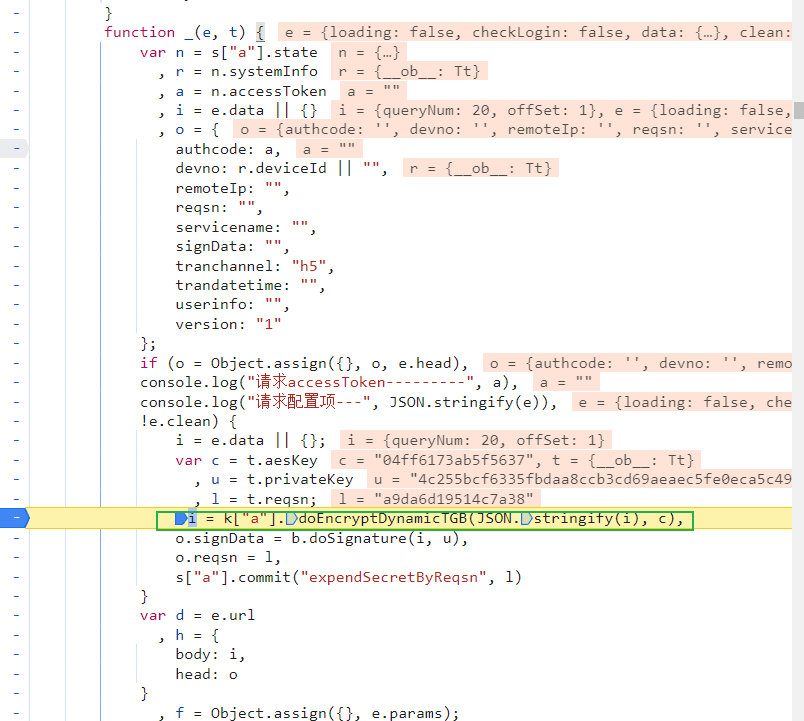 }
function _(e, t) { e = {loading: false, checkLogin: false, data: {…}, clean:
var n = s["a"].state n = {…}
, r = n.systemInfo r = {__ob__: Tt}
, a = n.accessToken a = ""
, i = e.data || {} i = {queryNum: 20, offSet: 1}, e = {loading: false,
, o = { o = {authcode: '', devno: '', remoteIp: '', reqsn: '', service
authcode: a, a = ""
devno: r.deviceId || "", r = {__ob__: Tt}
remoteIp: "",
reqsn: "",
servicename: "",
signData: "",
tranchannel: "h5",
trandatetime: "",
userinfo: "",
version: "1"
};
if (o = Object.assign({}, o, e.head), o = {authcode: '', devno: '', remo
console.log("请求accessToken---------", a), a = ""
console.log("请求配置项---", JSON.stringify(e)), e = {loading: false, che
!e.clean) {
i = e.data || {}; i = {queryNum: 20, offSet: 1}
var c = t.aesKey c = "04ff6173ab5f5637", t = {__ob__: Tt}
, u = t.privateKey u = "4c255bcf6335fbdaa8ccb3cd69aeaec5fe0eca5c49
, l = t.reqsn; l = "a9da6d19514c7a38"
i = k["a"].doEncryptDynamicTGB(JSON.stringify(i), c),
o.signData = b.doSignature(i, u),
o.reqsn = l,
s["a"].commit("expendSecretByReqsn", l)
}
var d = e.url
, h = {
body: i,
head: o
}
, f = Object.assign({}, e.params);